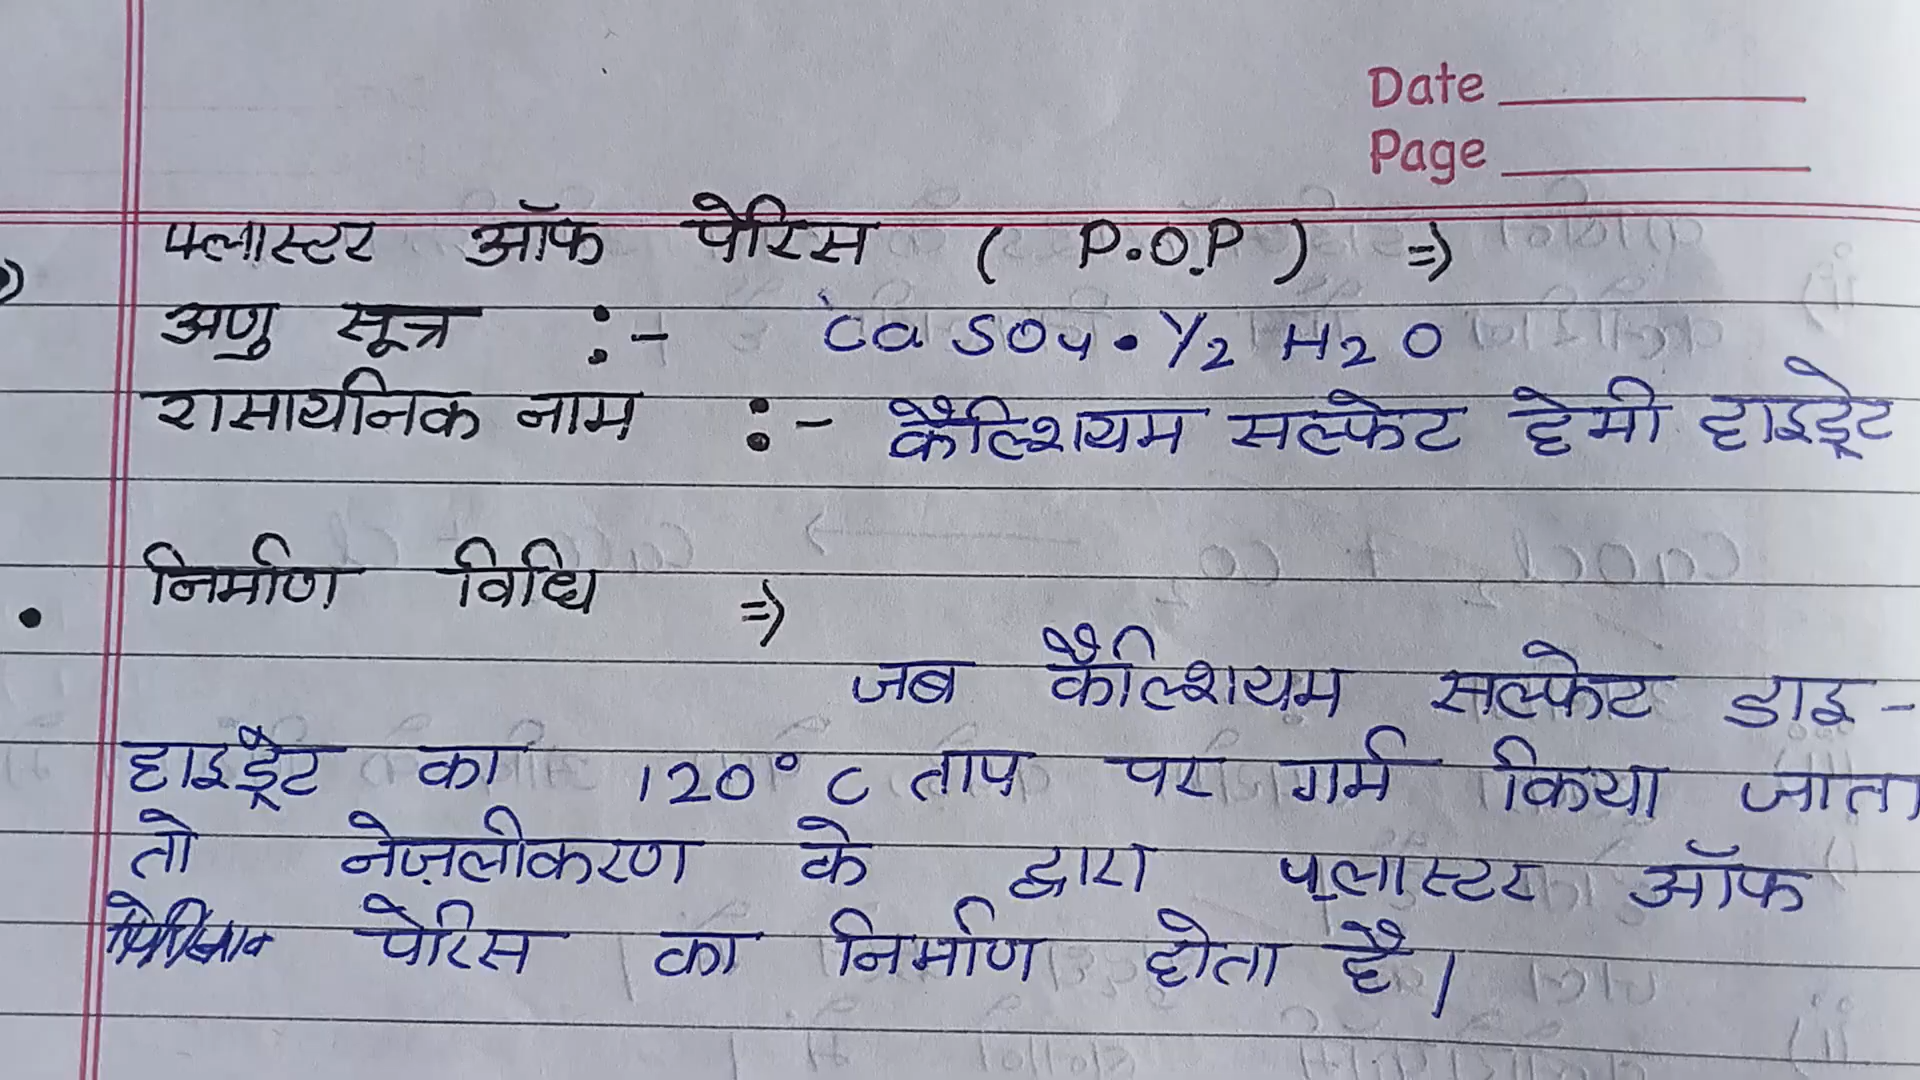 Date
Page
प्लास्टर ऑफ पेरिस ( P.O.P ) ⇒
अणु सूत्र :- CaSO4 • 1/2 H2O
रासायनिक नाम :- कैल्शियम सल्फेट हेमी हाइड्रेट
• निर्माण विधि ⇒
जब कैल्शियम सल्फेट डाइ-
हाइड्रैट का 120°C ताप पर गर्म किया जाता
तो नेज़लीकरण के द्वारा प्लास्टर ऑफ
पेरिस का निर्माण होता है।